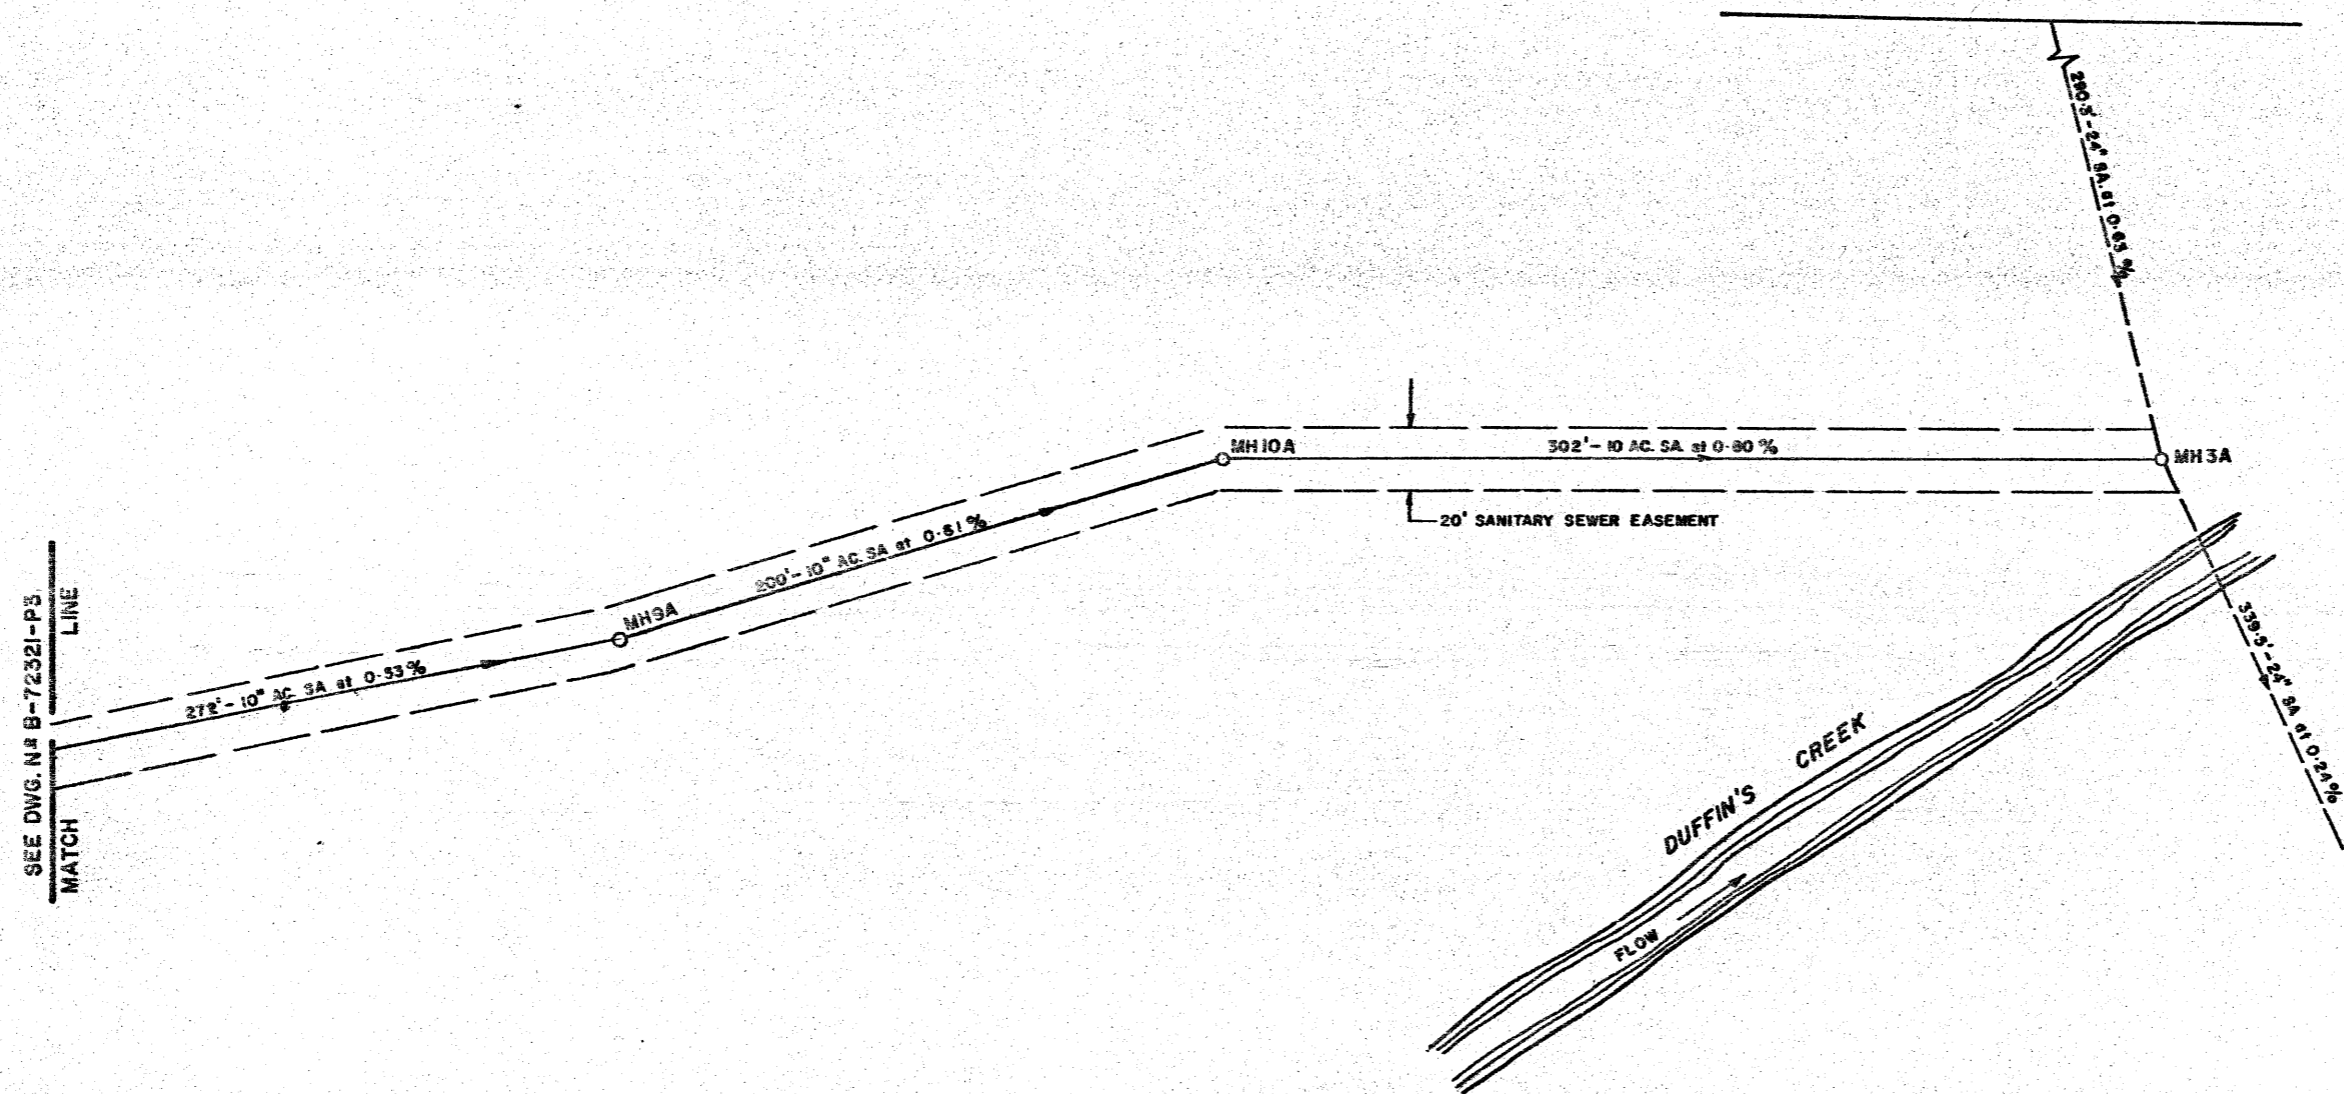 290.5'-24" SA. at 0.63 %
MH10A
302'-10 AC. SA. at 0.80 %
MH3A
20' SANITARY SEWER EASEMENT
200'-10" AC. SA at 0.61 %
MH9A
272'-10" AC. SA at 0.53 %
SEE DWG. Nº B-72321-P3
MATCH LINE
339.5'-24" SA at 0.24%
DUFFIN'S CREEK
FLOW